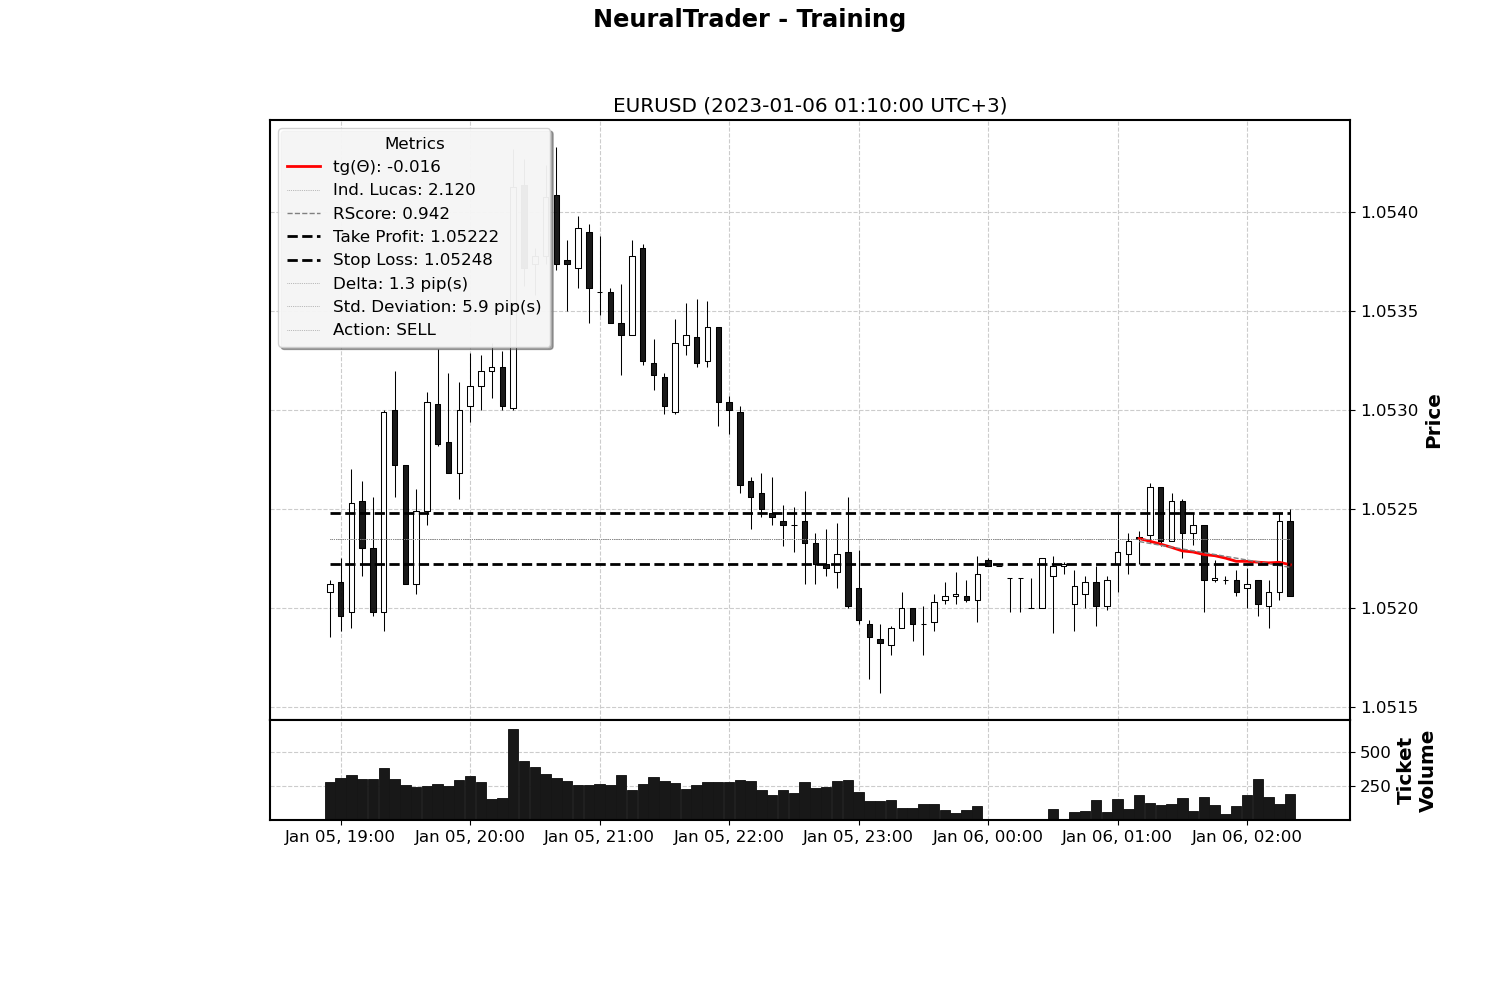 NeuralTrader - Training
EURUSD (2023-01-06 01:10:00 UTC+3)
Metrics
tg(Θ): -0.016
Ind. Lucas: 2.120
RScore: 0.942
Take Profit: 1.05222
Stop Loss: 1.05248
Delta: 1.3 pip(s)
Std. Deviation: 5.9 pip(s)
Action: SELL
1.0540
1.0535
1.0530
1.0525
1.0520
1.0515
Price
500
250
Ticket
Volume
Jan 05, 19:00
Jan 05, 20:00
Jan 05, 21:00
Jan 05, 22:00
Jan 05, 23:00
Jan 06, 00:00
Jan 06, 01:00
Jan 06, 02:00